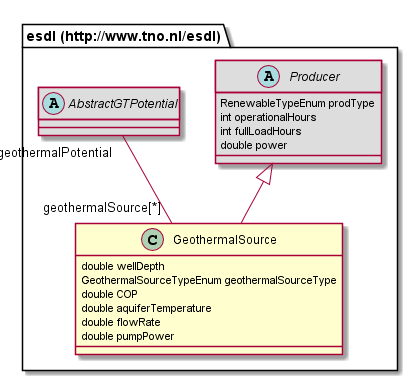 esdl (http://www.tno.nl/esdl)
A AbstractGTPotential
A Producer
RenewableTypeEnum prodType
int operationalHours
int fullLoadHours
double power
geothermalPotential
geothermalSource[*]
C GeothermalSource
double wellDepth
GeothermalSourceTypeEnum geothermalSourceType
double COP
double aquiferTemperature
double flowRate
double pumpPower